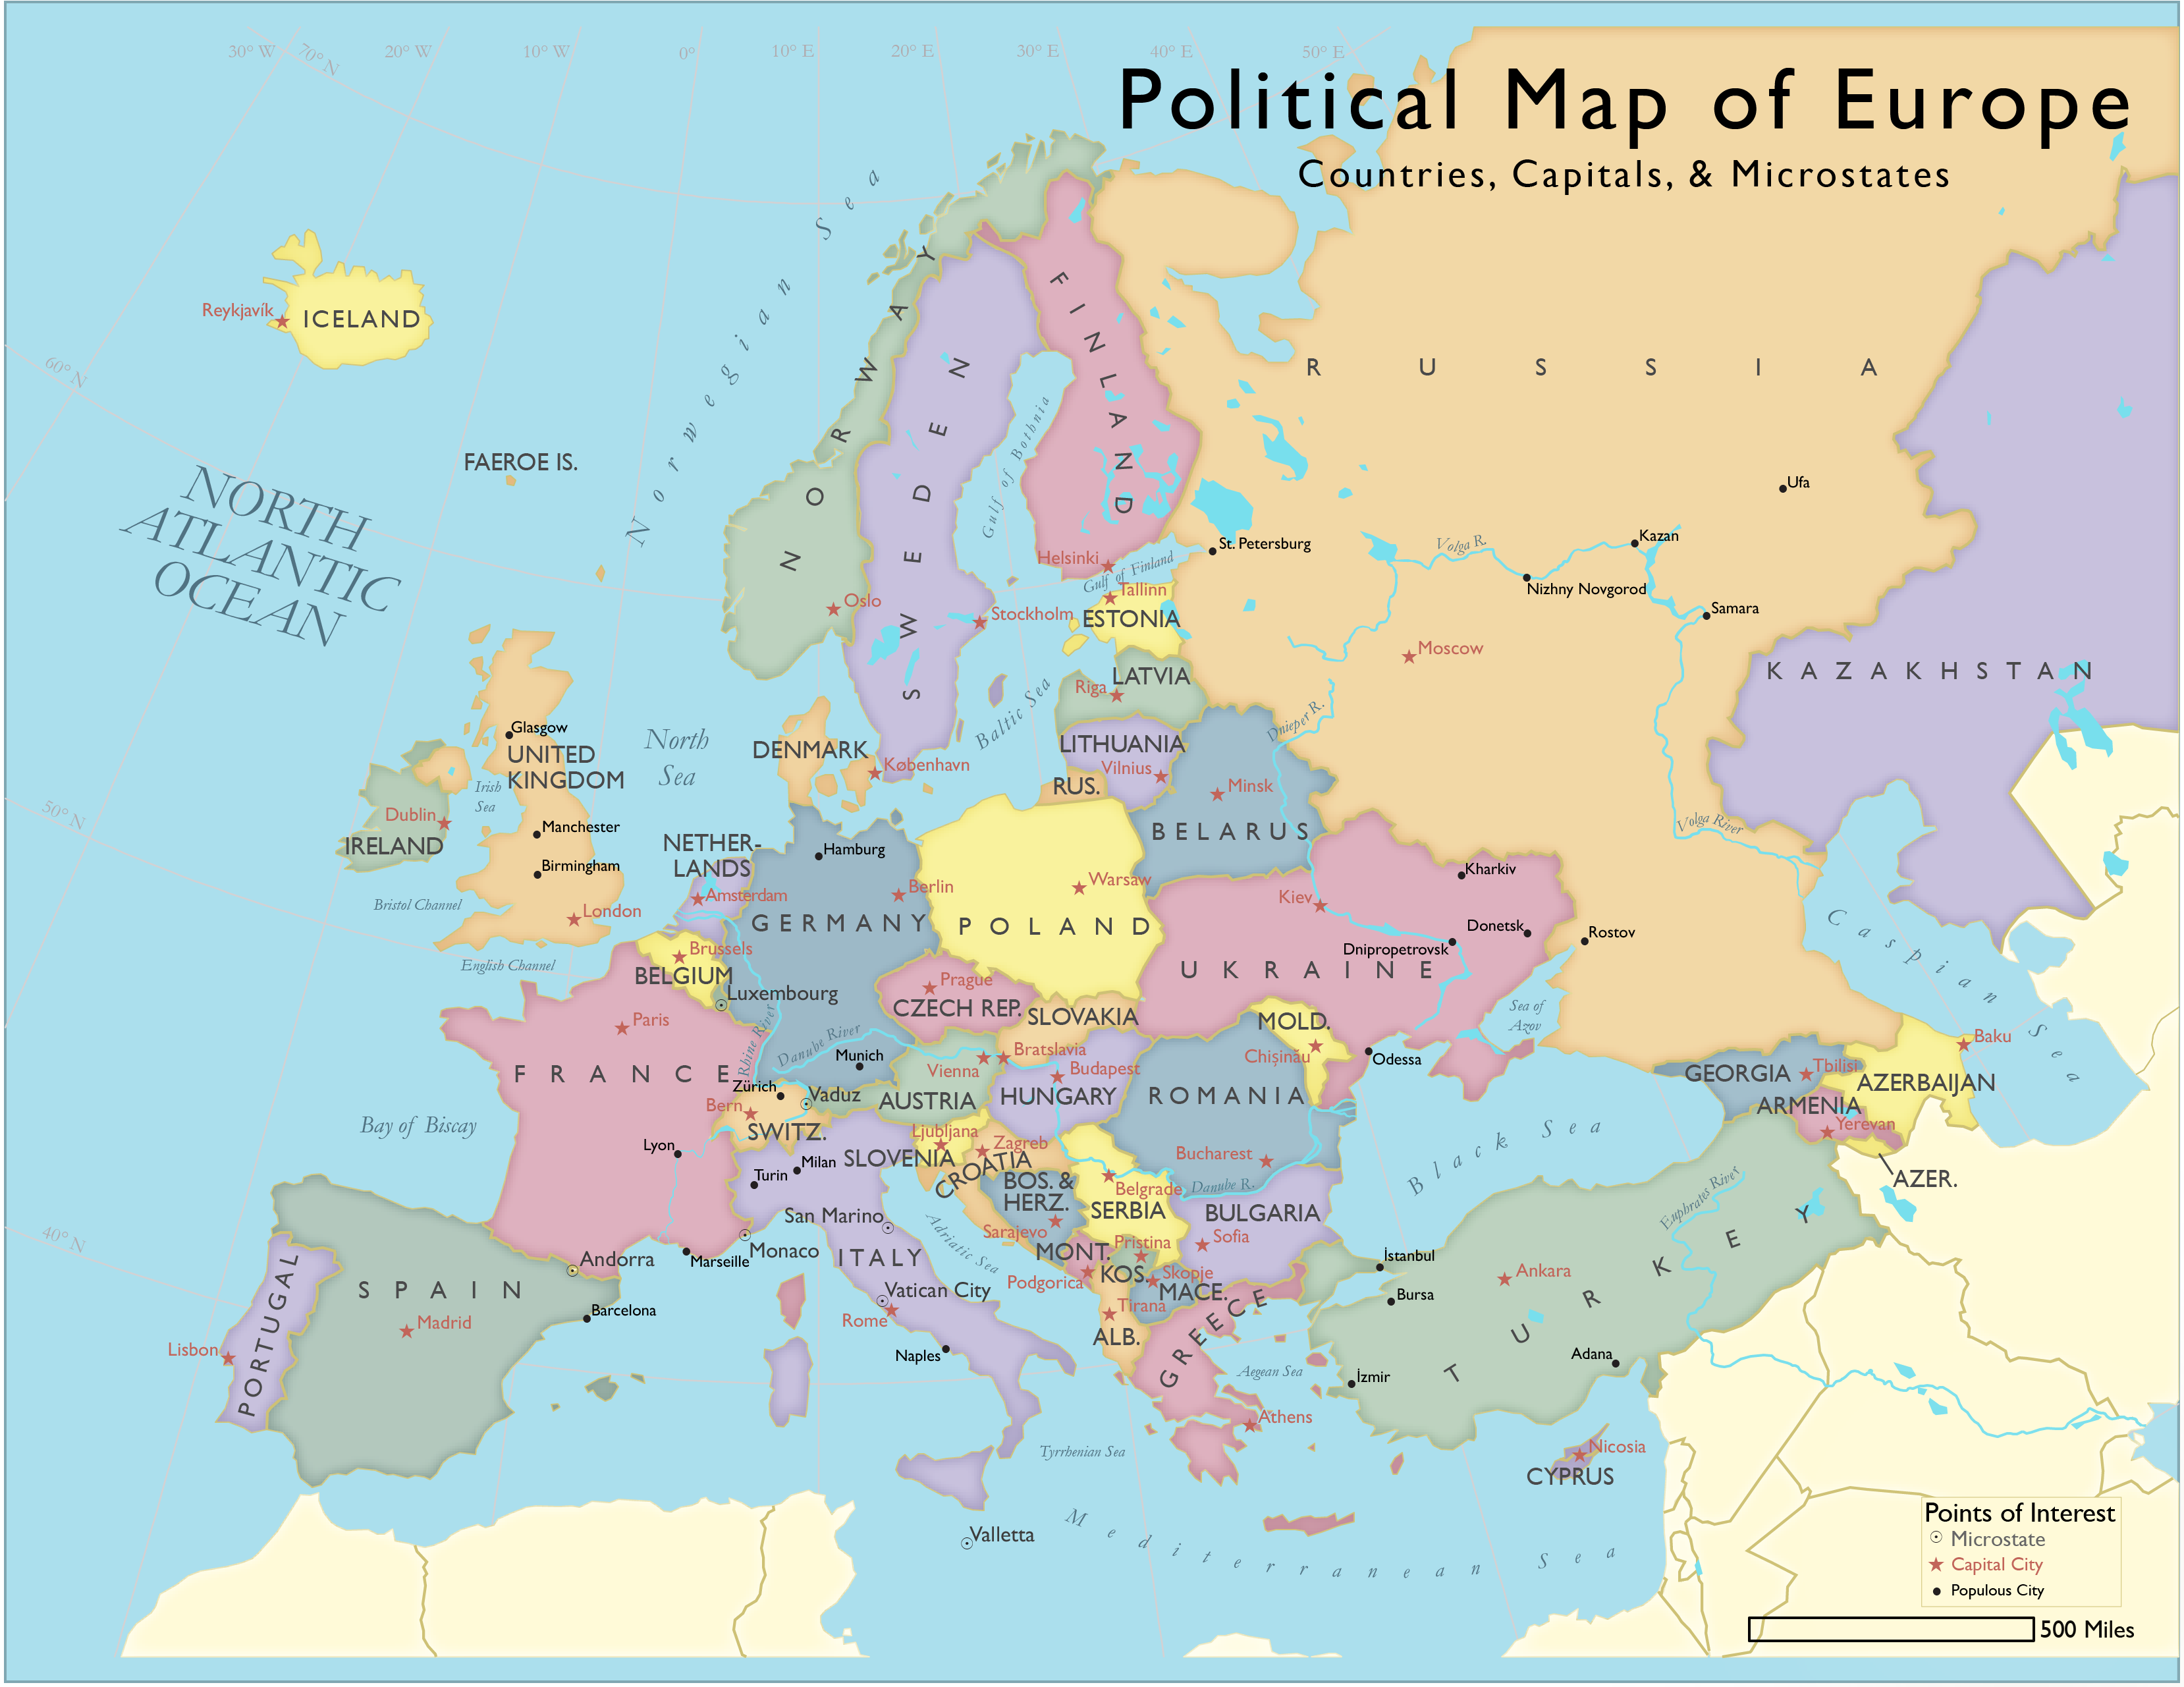 Political Map of Europe
Countries, Capitals, & Microstates
30° W
70° N
20° W
10° W
0°
10° E
20° E
30° E
40° E
50° E
60° N
50° N
40° N
NORTH
ATLANTIC
OCEAN
Norwegian Sea
Reykjavík
ICELAND
FAEROE IS.
NORWAY
Oslo
SWEDEN
Stockholm
FINLAND
Helsinki
Gulf of Bothnia
Gulf of Finland
Baltic Sea
RUSSIA
St. Petersburg
Moscow
Volga R.
Nizhny Novgorod
Kazan
Ufa
Samara
Volga River
Rostov
KAZAKHSTAN
Tallinn
ESTONIA
LATVIA
Riga
LITHUANIA
Vilnius
RUS.
Minsk
BELARUS
Dnieper R.
Glasgow
UNITED
KINGDOM
Irish
Sea
Dublin
IRELAND
Manchester
Birmingham
London
Bristol Channel
English Channel
North
Sea
DENMARK
København
NETHER-
LANDS
Amsterdam
Brussels
BELGIUM
Luxembourg
Hamburg
Berlin
GERMANY
Munich
Rhine River
Danube River
Warsaw
POLAND
Prague
CZECH REP.
SLOVAKIA
Bratslavia
Vienna
AUSTRIA
Budapest
HUNGARY
Kiev
Kharkiv
Donetsk
Dnipropetrovsk
UKRAINE
Odessa
Sea of
Azov
MOLD.
Chișinău
ROMANIA
Bucharest
Danube R.
Paris
FRANCE
Lyon
Marseille
Monaco
Bay of Biscay
Zürich
Vaduz
Bern
SWITZ.
Turin
Milan
San Marino
ITALY
Vatican City
Rome
Naples
Adriatic Sea
Ljubljana
SLOVENIA
Zagreb
CROATIA
BOS. &
HERZ.
Sarajevo
Belgrade
SERBIA
MONT.
Podgorica
Pristina
KOS.
Skopje
MACE.
Tirana
ALB.
BULGARIA
Sofia
GREECE
Athens
Aegean Sea
Andorra
SPAIN
Madrid
Barcelona
PORTUGAL
Lisbon
Tyrrhenian Sea
Valletta
Mediterranean Sea
Black Sea
Caspian Sea
GEORGIA
Tbilisi
Baku
AZERBAIJAN
ARMENIA
Yerevan
AZER.
Euphrates River
TURKEY
İstanbul
Bursa
Ankara
İzmir
Adana
Nicosia
CYPRUS
Points of Interest
Microstate
Capital City
Populous City
500 Miles